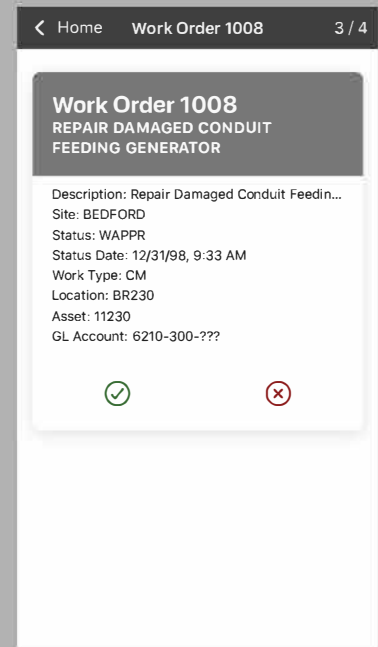 Home Work Order 1008 3 / 4
Work Order 1008
REPAIR DAMAGED CONDUIT
FEEDING GENERATOR
Description: Repair Damaged Conduit Feedin...
Site: BEDFORD
Status: WAPPR
Status Date: 12/31/98, 9:33 AM
Work Type: CM
Location: BR230
Asset: 11230
GL Account: 6210-300-???